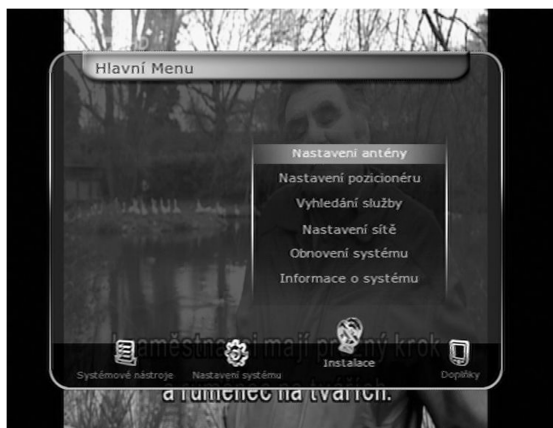 Hlavní Menu
Nastavení antény
Nastavení pozicionéru
Vyhledání služby
Nastavení sítě
Obnovení systému
Informace o systému
mají krok
Systémové nástroje Nastavení systému Instalace Doplňky
a ruměnec na tvářích.